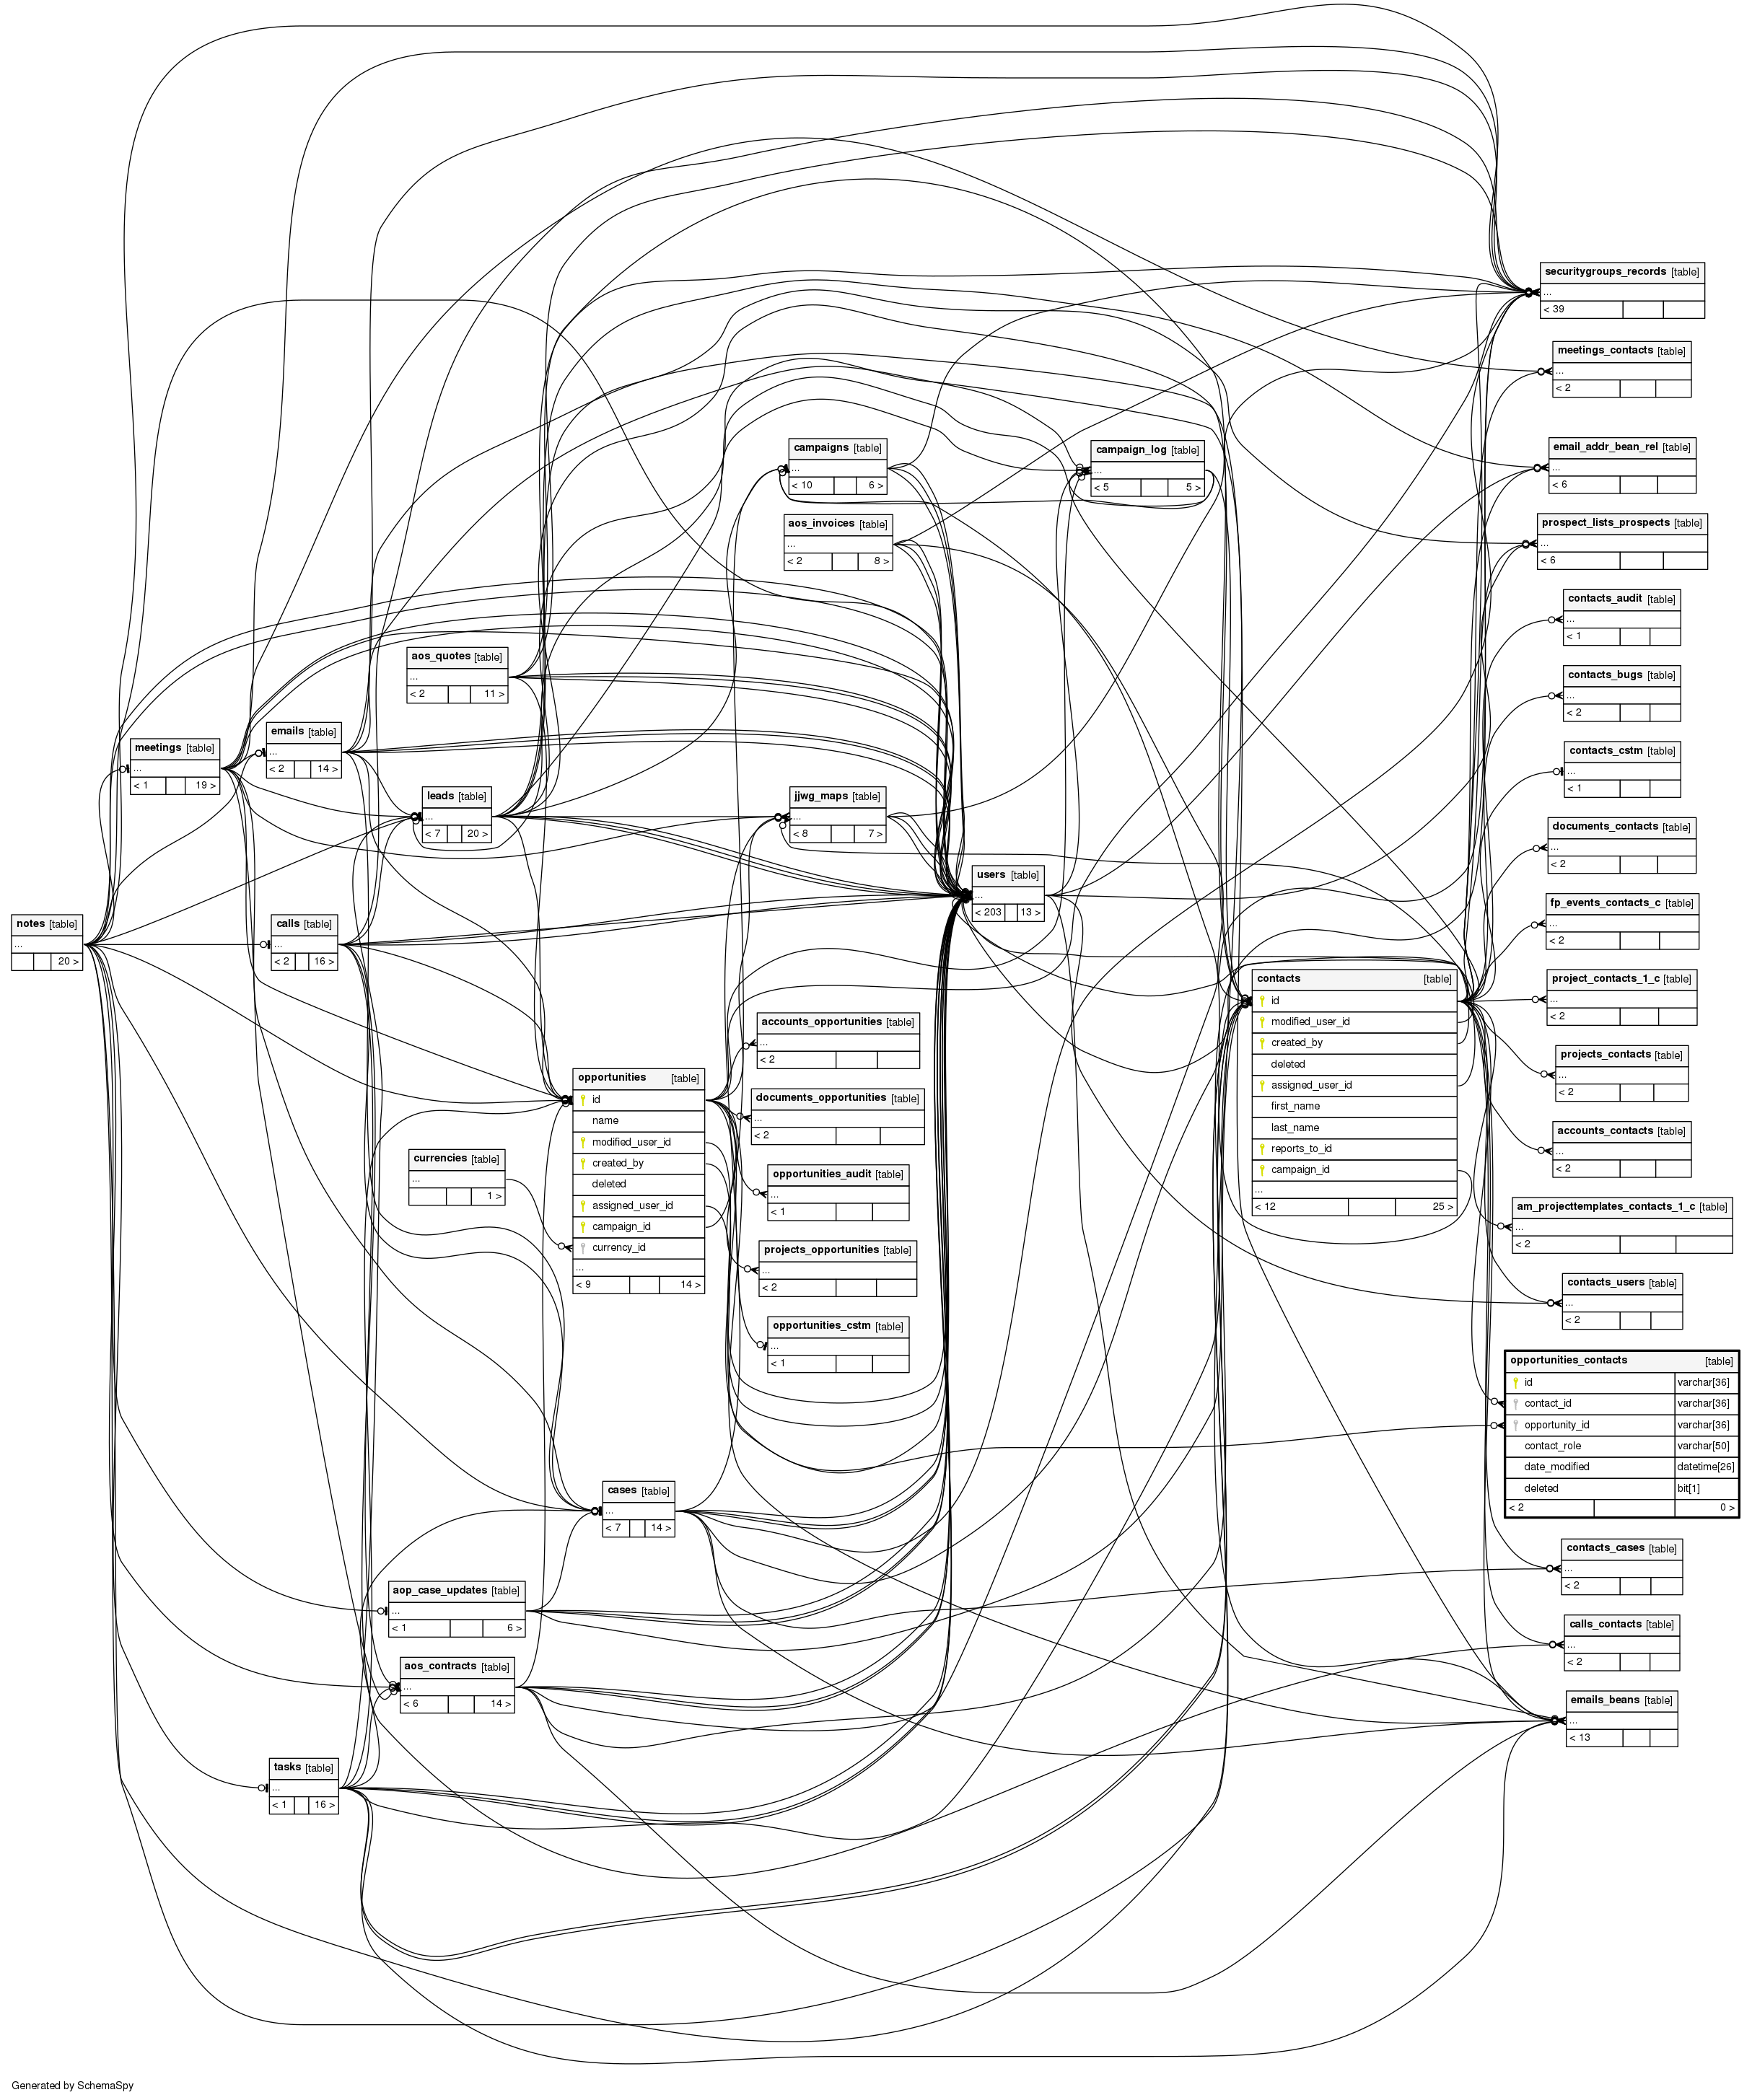 securitygroups_records [table]
...
< 39
meetings_contacts [table]
...
< 2
campaigns [table]
...
< 10 6 >
campaign_log [table]
...
< 5 5 >
email_addr_bean_rel [table]
...
< 6
aos_invoices [table]
...
< 2 8 >
prospect_lists_prospects [table]
...
< 6
contacts_audit [table]
...
< 1
aos_quotes [table]
...
< 2 11 >
contacts_bugs [table]
...
< 2
emails [table]
...
< 2 14 >
meetings [table]
...
< 1 19 >
contacts_cstm [table]
...
< 1
leads [table]
...
< 7 20 >
jjwg_maps [table]
...
< 8 7 >
documents_contacts [table]
...
< 2
users [table]
...
< 203 13 >
fp_events_contacts_c [table]
...
< 2
notes [table]
...
20 >
calls [table]
...
< 2 16 >
contacts [table]
id
modified_user_id
created_by
deleted
assigned_user_id
first_name
last_name
reports_to_id
campaign_id
...
< 12 25 >
project_contacts_1_c [table]
...
< 2
accounts_opportunities [table]
...
< 2
projects_contacts [table]
...
< 2
opportunities [table]
id
name
modified_user_id
created_by
deleted
assigned_user_id
campaign_id
currency_id
...
< 9 14 >
documents_opportunities [table]
...
< 2
accounts_contacts [table]
...
< 2
currencies [table]
...
1 >
opportunities_audit [table]
...
< 1
am_projecttemplates_contacts_1_c [table]
...
< 2
projects_opportunities [table]
...
< 2
contacts_users [table]
...
< 2
opportunities_cstm [table]
...
< 1
opportunities_contacts [table]
id varchar[36]
contact_id varchar[36]
opportunity_id varchar[36]
contact_role varchar[50]
date_modified datetime[26]
deleted bit[1]
< 2 0 >
cases [table]
...
< 7 14 >
contacts_cases [table]
...
< 2
aop_case_updates [table]
...
< 1 6 >
calls_contacts [table]
...
< 2
aos_contracts [table]
...
< 6 14 >
emails_beans [table]
...
< 13
tasks [table]
...
< 1 16 >
Generated by SchemaSpy